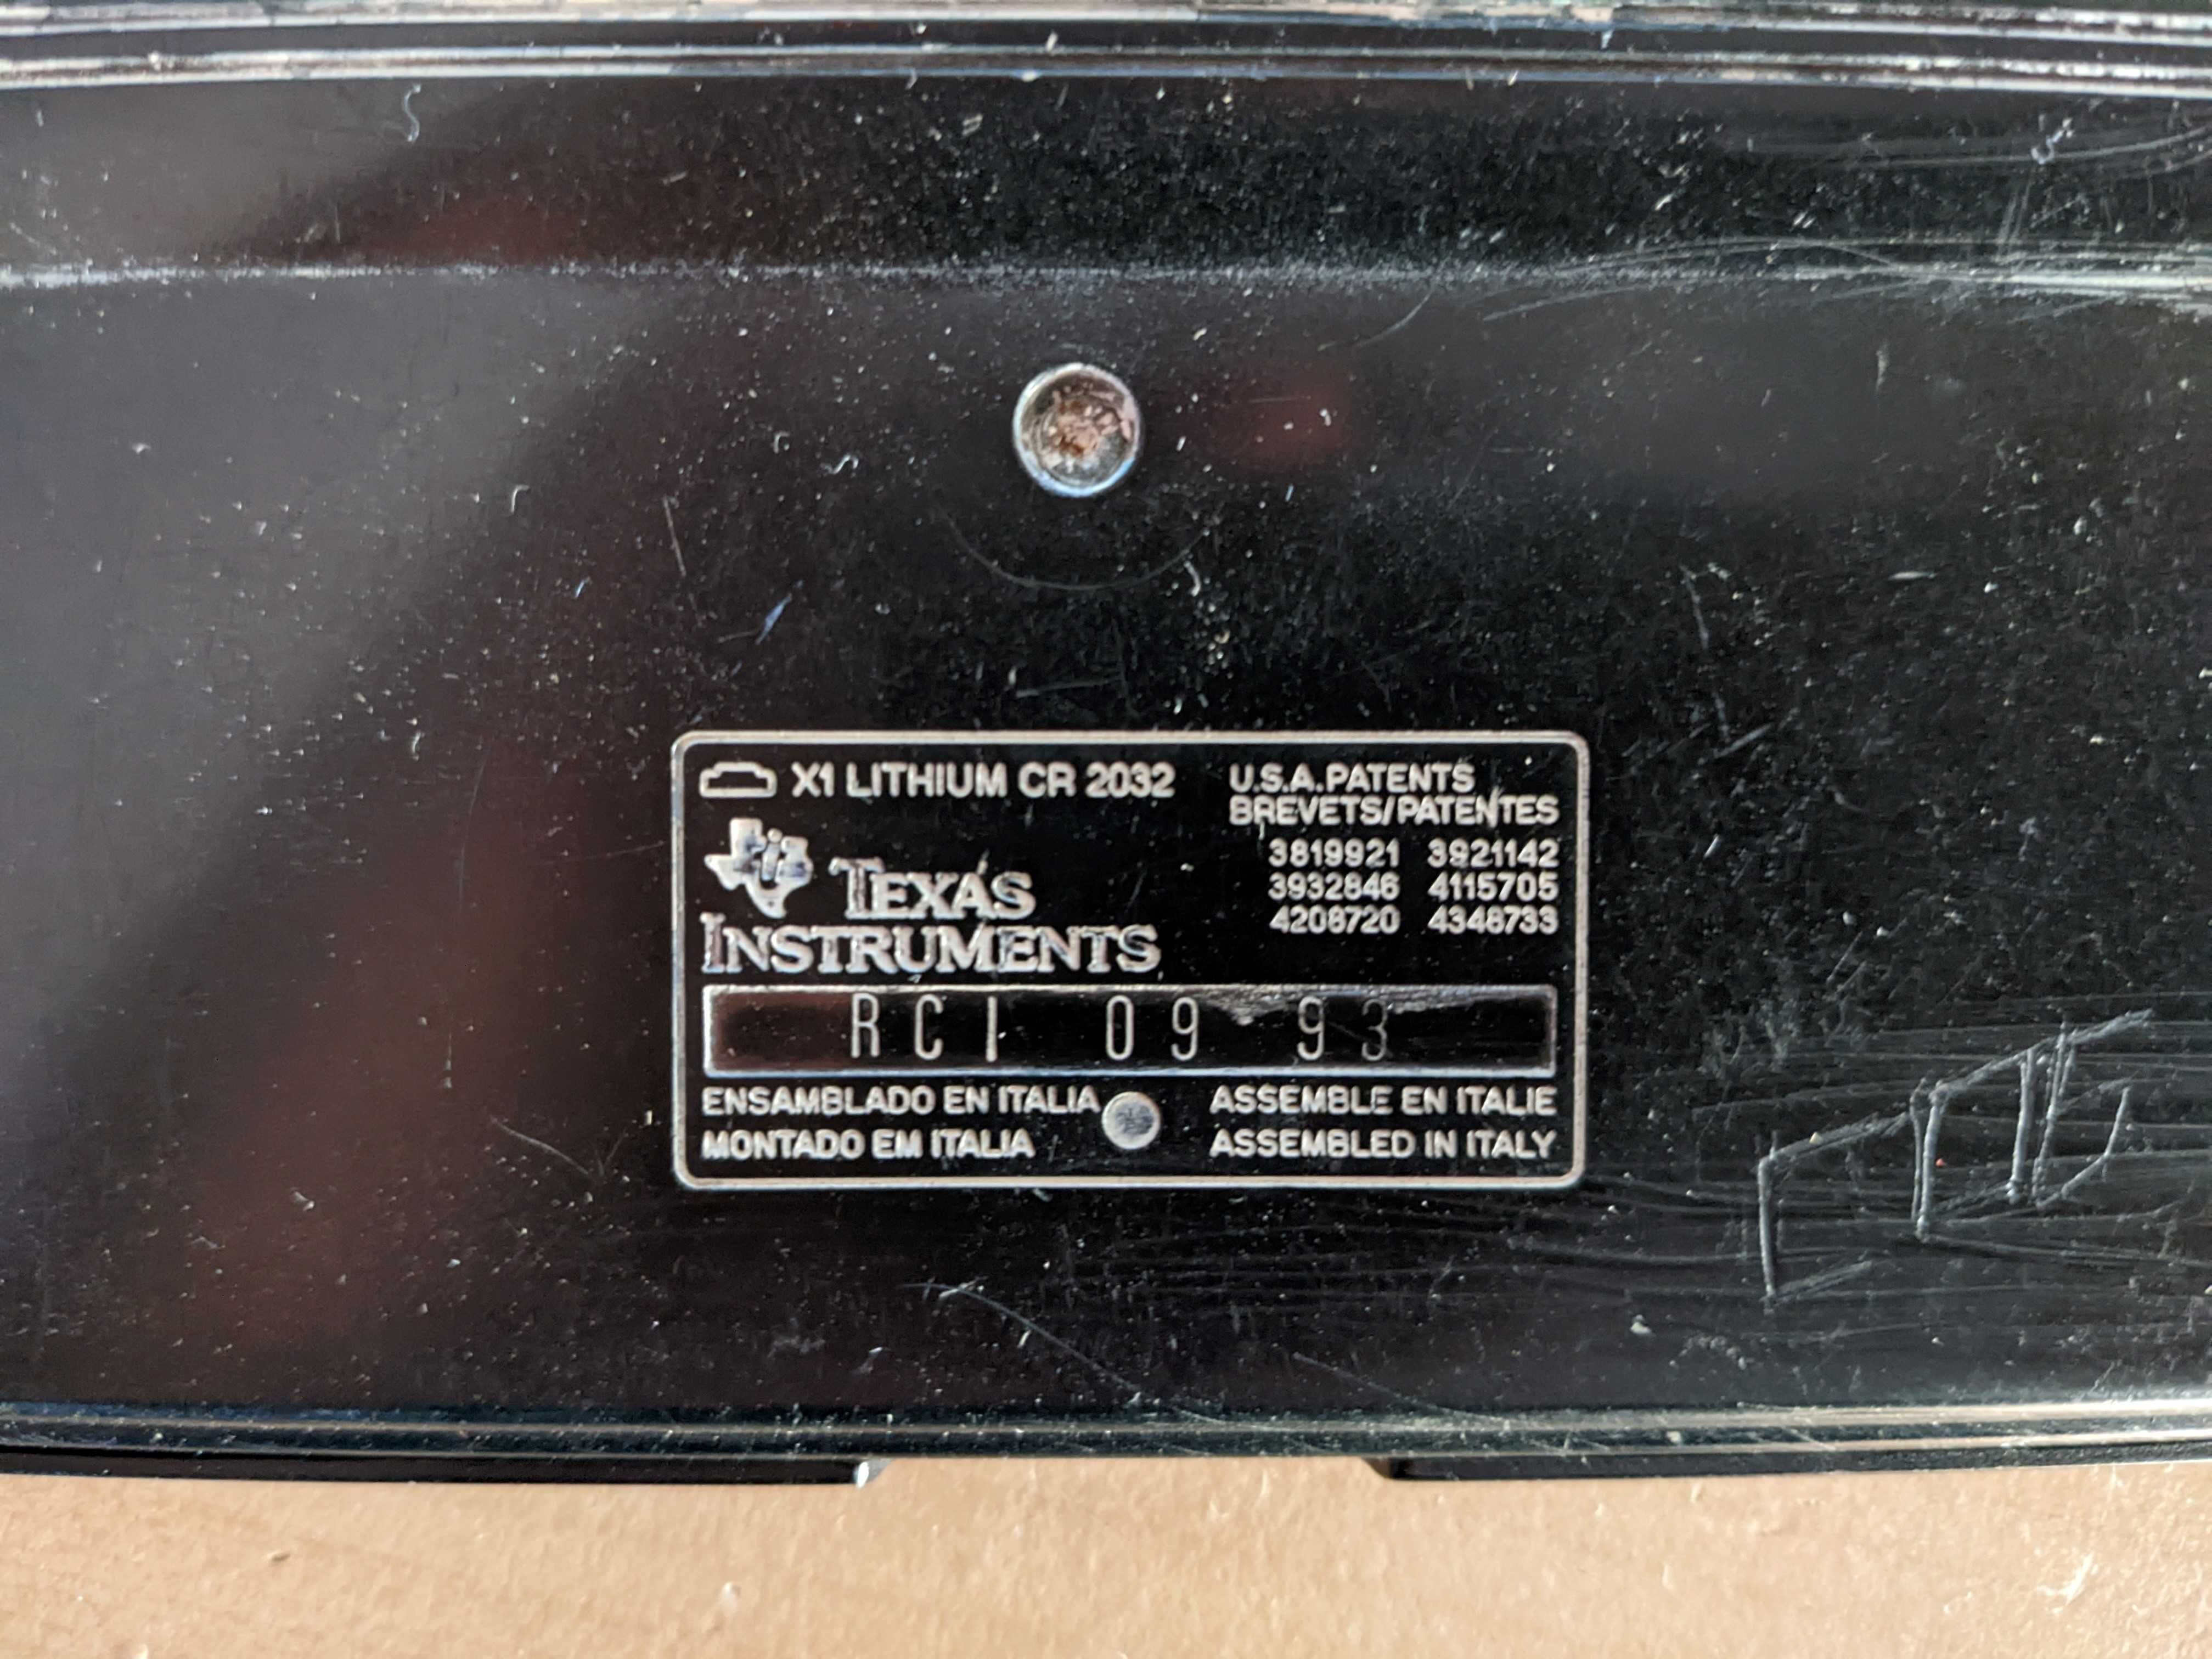 X1 LITHIUM CR 2032
U.S.A. PATENTS
BREVETS/PATENTES
3819921 3921142
3932846 4115705
4208720 4348733
TEXAS
INSTRUMENTS
RCI 09 93
ENSAMBLADO EN ITALIA
MONTADO EM ITALIA
ASSEMBLE EN ITALIE
ASSEMBLED IN ITALY